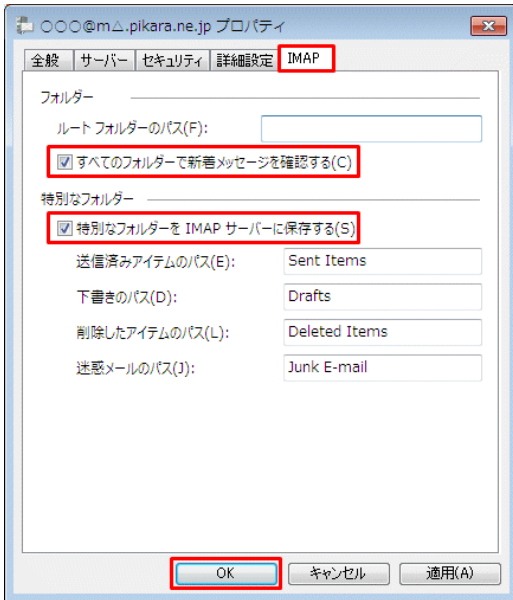 ○○○@m△.pikara.ne.jp プロパティ
全般 サーバー セキュリティ 詳細設定 IMAP
フォルダー
ルート フォルダーのパス(F):
すべてのフォルダーで新着メッセージを確認する(C)
特別なフォルダー
特別なフォルダーを IMAP サーバーに保存する(S)
送信済みアイテムのパス(E): Sent Items
下書きのパス(D): Drafts
削除したアイテムのパス(L): Deleted Items
迷惑メールのパス(J): Junk E-mail
OK キャンセル 適用(A)